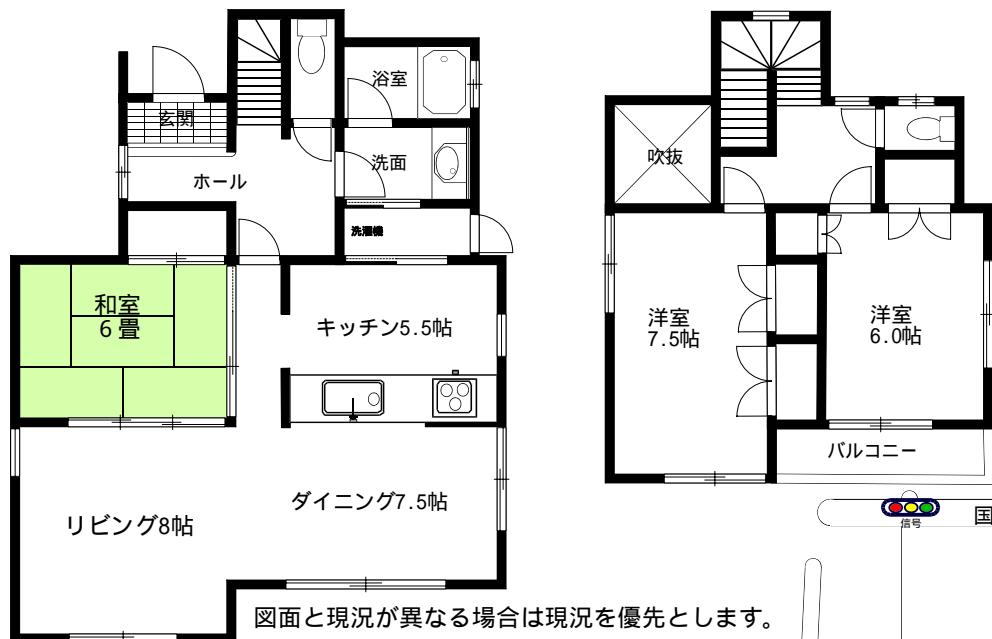 浴室
玄関
洗面
ホール
洗濯機
和室
6畳
キッチン5.5帖
リビング8帖
ダイニング7.5帖
吹抜
洋室
7.5帖
洋室
6.0帖
バルコニー
信号
国
図面と現況が異なる場合は現況を優先とします。